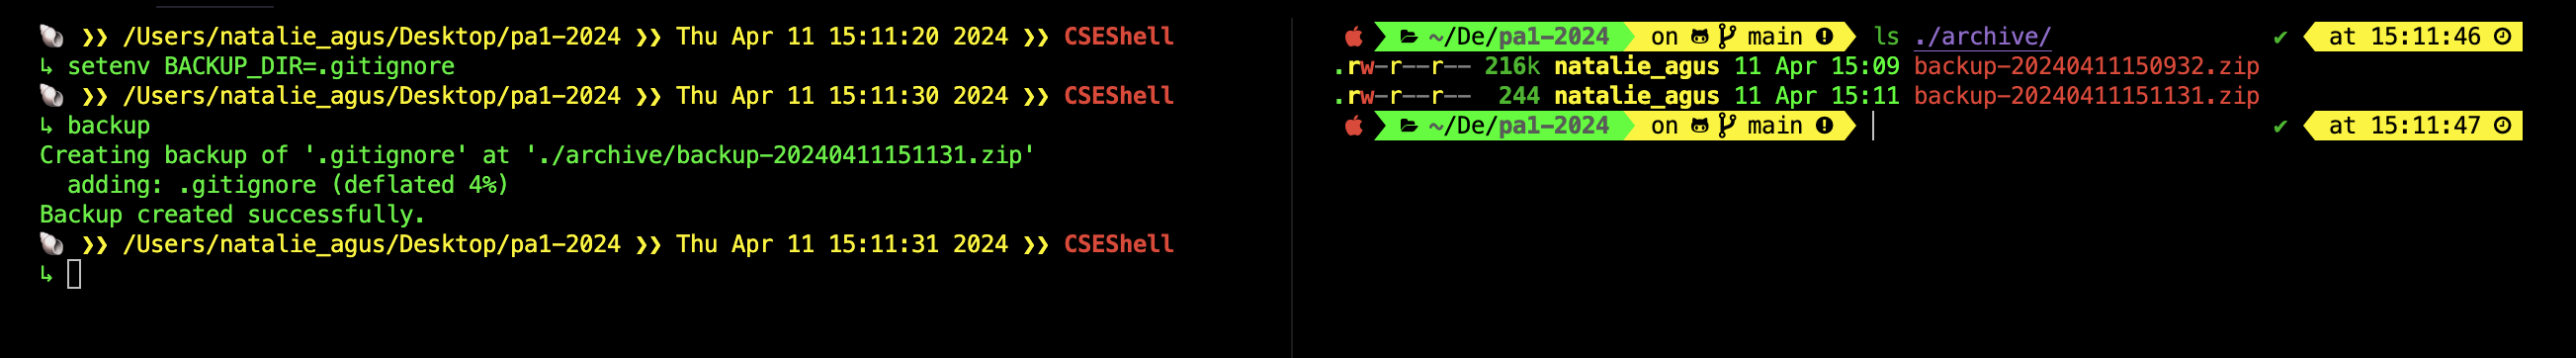 ❯❯ /Users/natalie_agus/Desktop/pa1-2024 ❯❯ Thu Apr 11 15:11:20 2024 ❯❯ CSEShell
↳ setenv BACKUP_DIR=.gitignore
❯❯ /Users/natalie_agus/Desktop/pa1-2024 ❯❯ Thu Apr 11 15:11:30 2024 ❯❯ CSEShell
↳ backup
Creating backup of '.gitignore' at './archive/backup-20240411151131.zip'
adding: .gitignore (deflated 4%)
Backup created successfully.
❯❯ /Users/natalie_agus/Desktop/pa1-2024 ❯❯ Thu Apr 11 15:11:31 2024 ❯❯ CSEShell
↳
~/De/pa1-2024 on main ls ./archive/ ✔ at 15:11:46
.rw-r--r-- 216k natalie_agus 11 Apr 15:09 backup-20240411150932.zip
.rw-r--r-- 244 natalie_agus 11 Apr 15:11 backup-20240411151131.zip
~/De/pa1-2024 on main ✔ at 15:11:47